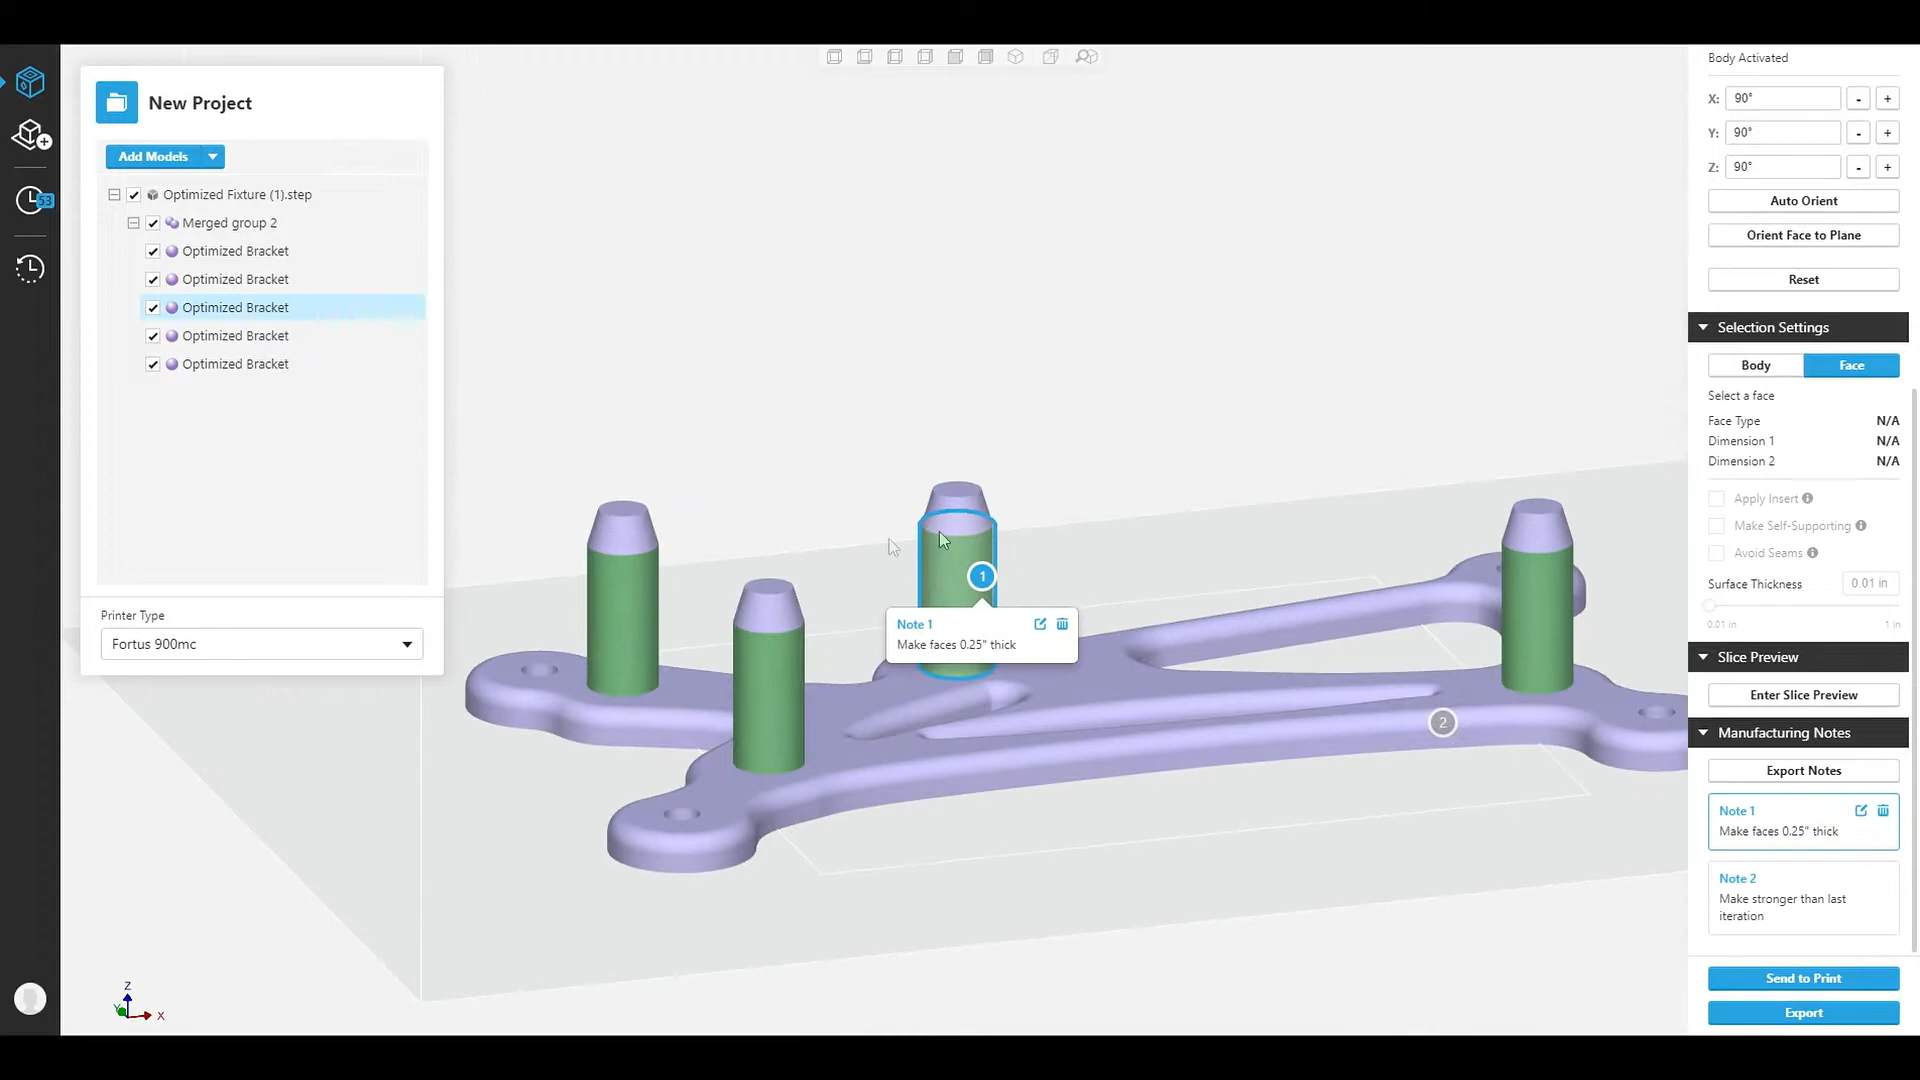 New Project
Add Models
Optimized Fixture (1).step
Merged group 2
Optimized Bracket
Optimized Bracket
Optimized Bracket
Optimized Bracket
Optimized Bracket
Printer Type
Fortus 900mc
53
1
Note 1
Make faces 0.25" thick
2
Z
Y
X
Body Activated
X: 90° - +
Y: 90° - +
Z: 90° - +
Auto Orient
Orient Face to Plane
Reset
Selection Settings
Body Face
Select a face
Face Type N/A
Dimension 1 N/A
Dimension 2 N/A
Apply Insert
Make Self-Supporting
Avoid Seams
Surface Thickness 0.01 in
0.01 in 1 in
Slice Preview
Enter Slice Preview
Manufacturing Notes
Export Notes
Note 1
Make faces 0.25" thick
Note 2
Make stronger than last
iteration
Send to Print
Export